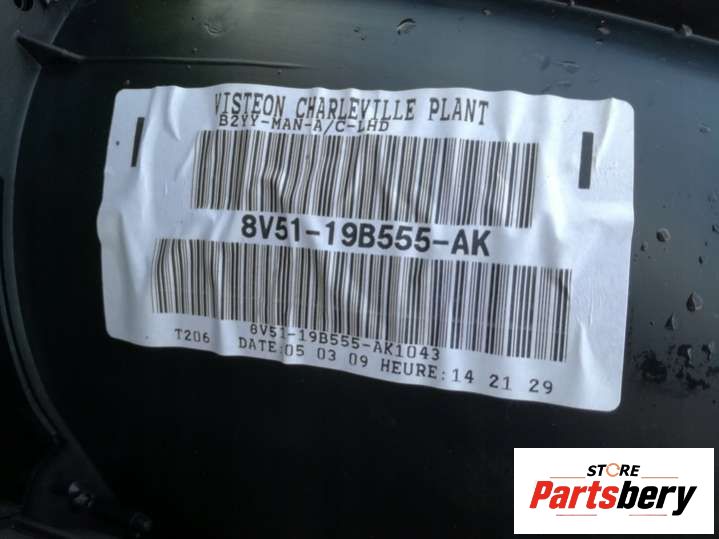 VISTEON CHARLEVILLE PLANT
B2YY-MAN-A/C-LHD
8V51-19B555-AK
8V51-19B555-AK1043
T206 DATE:05 03 09 HEURE:14 21 29
STORE
Partsbery